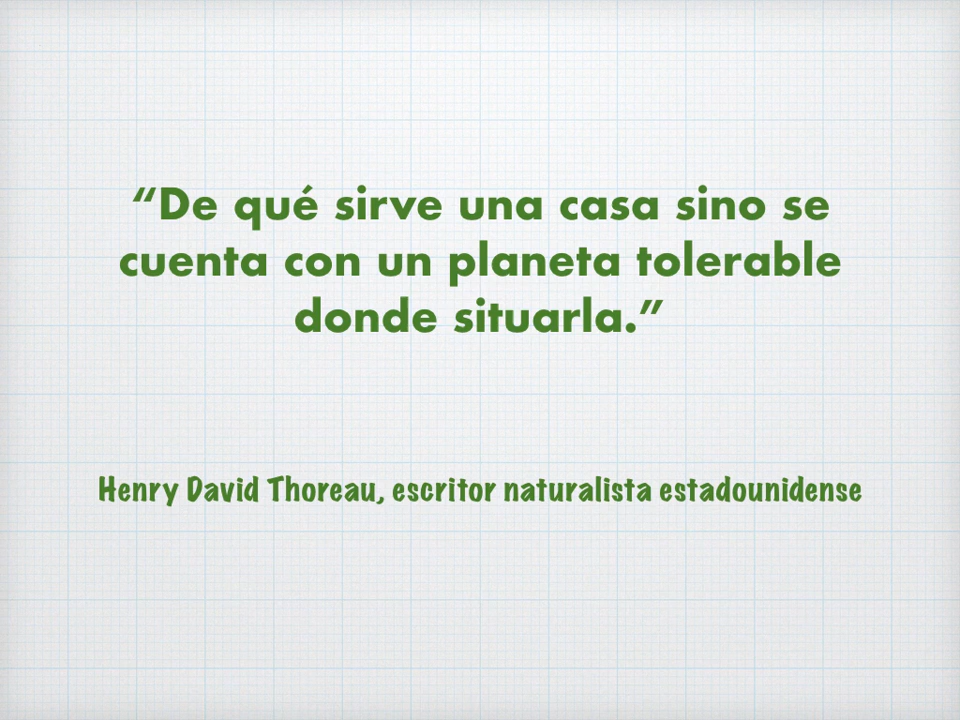 “De qué sirve una casa sino se
cuenta con un planeta tolerable
donde situarla.”
Henry David Thoreau, escritor naturalista estadounidense